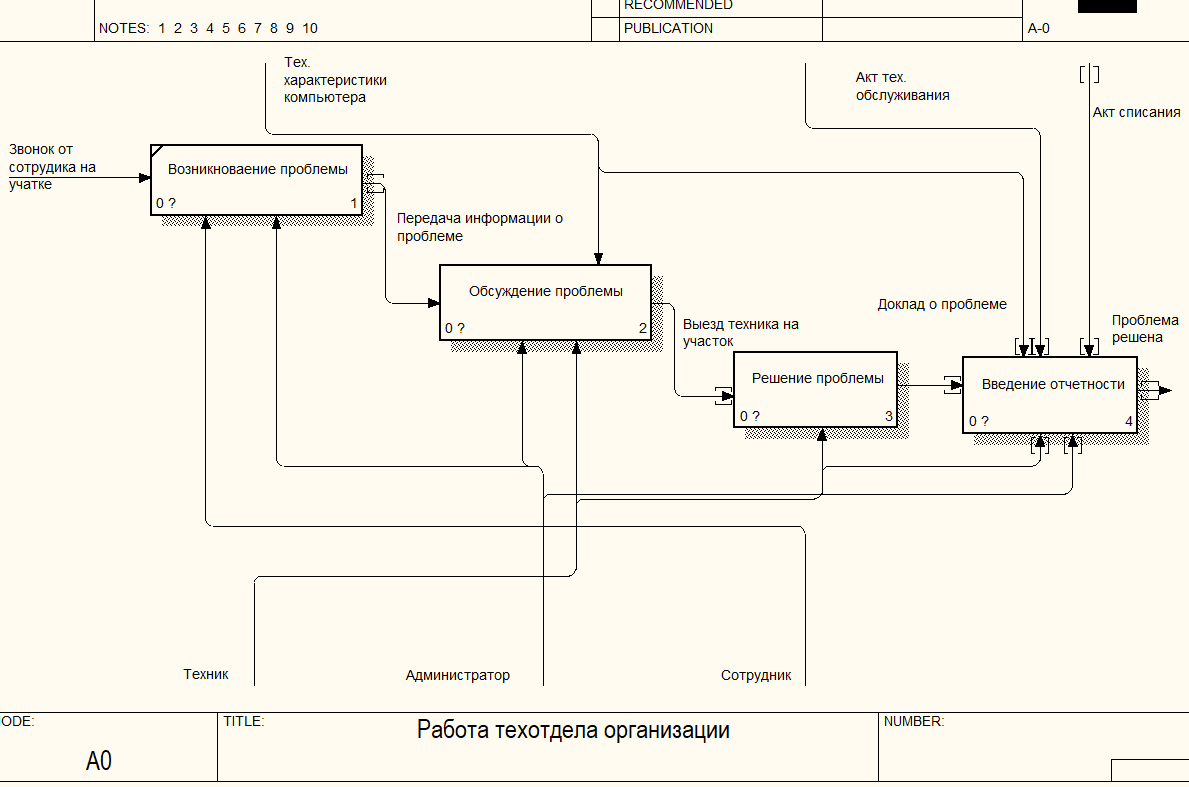 RECOMMENDED
NOTES: 1 2 3 4 5 6 7 8 9 10
PUBLICATION
A-0
Тех.
характеристики
компьютера
Акт тех.
обслуживания
Акт списания
Звонок от
сотрудика на
учатке
Возникноваение проблемы
0 ?
1
Передача информации о
проблеме
Обсуждение проблемы
0 ?
2
Выезд техника на
участок
Решение проблемы
0 ?
3
Доклад о проблеме
Проблема
решена
Введение отчетности
0 ?
4
Техник
Администратор
Сотрудник
ODE:
A0
TITLE:
Работа техотдела организации
NUMBER: